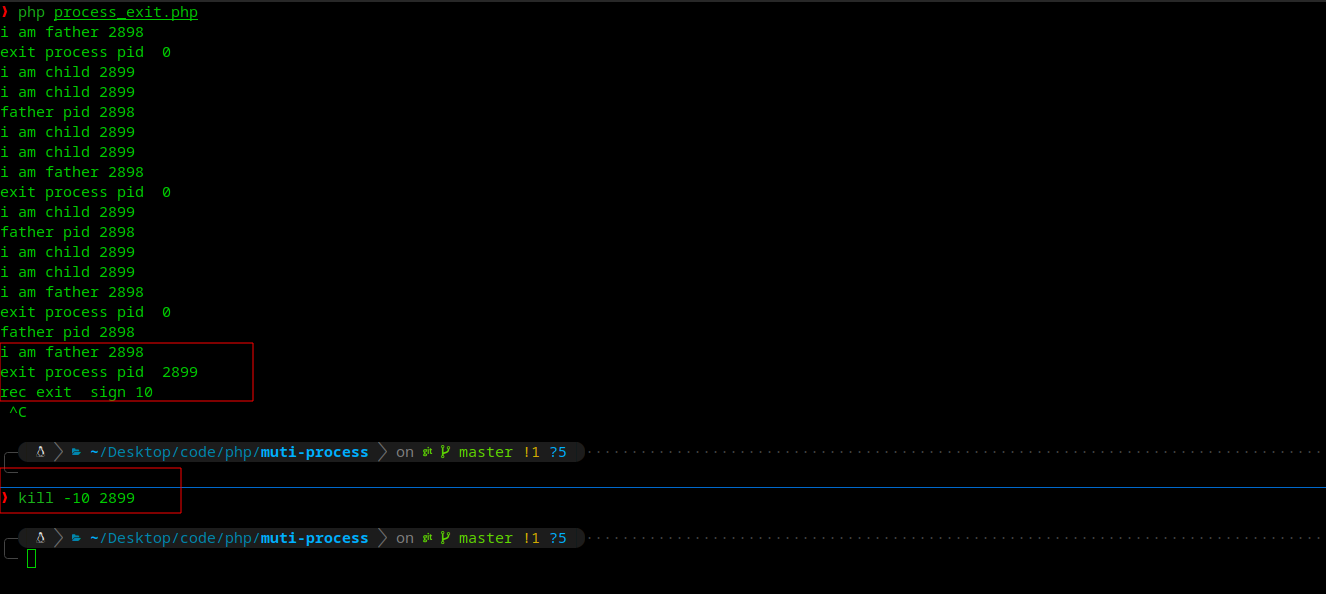 ❯ php process_exit.php
i am father 2898
exit process pid  0
i am child 2899
i am child 2899
father pid 2898
i am child 2899
i am child 2899
i am father 2898
exit process pid  0
i am child 2899
father pid 2898
i am child 2899
i am child 2899
i am father 2898
exit process pid  0
father pid 2898
i am father 2898
exit process pid  2899
rec exit  sign 10
^C
~/Desktop/code/php/muti-process on git master !1 ?5
❯ kill -10 2899
~/Desktop/code/php/muti-process on git master !1 ?5